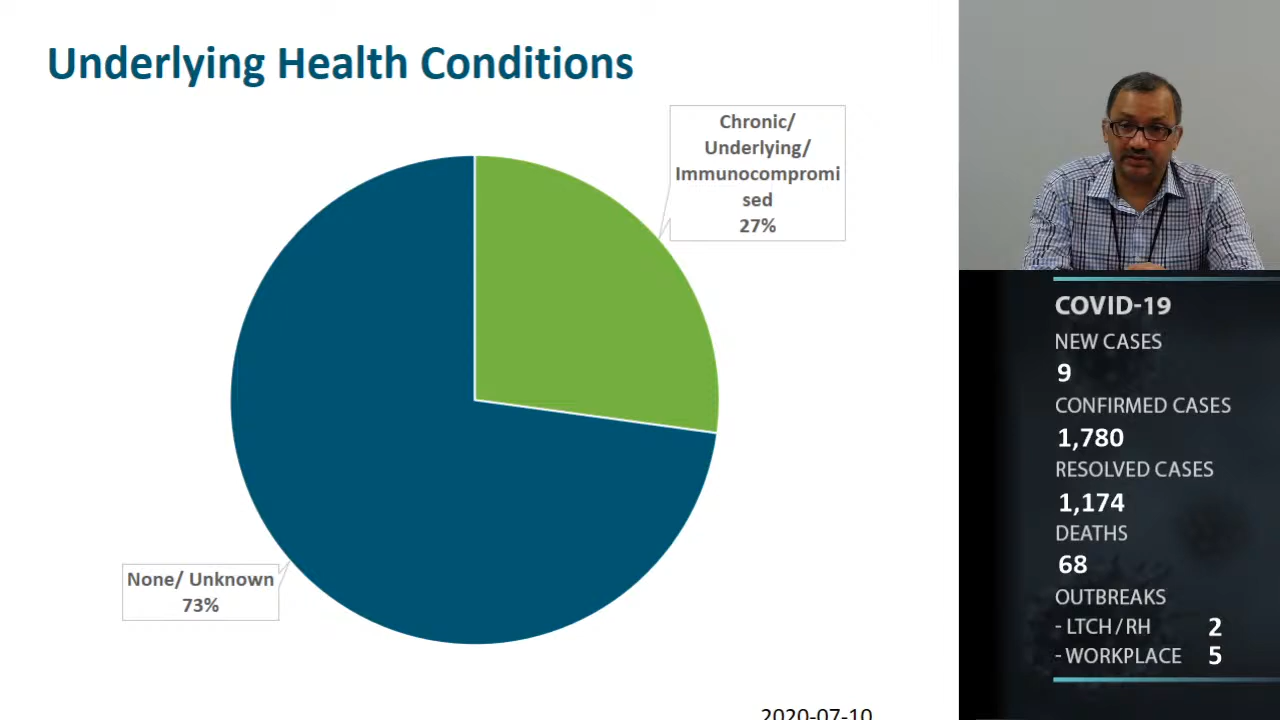 Underlying Health Conditions
Chronic/
Underlying/
Immunocompromi
sed
27%
None/ Unknown
73%
2020-07-10
COVID-19
NEW CASES
9
CONFIRMED CASES
1,780
RESOLVED CASES
1,174
DEATHS
68
OUTBREAKS
- LTCH / RH 2
- WORKPLACE 5